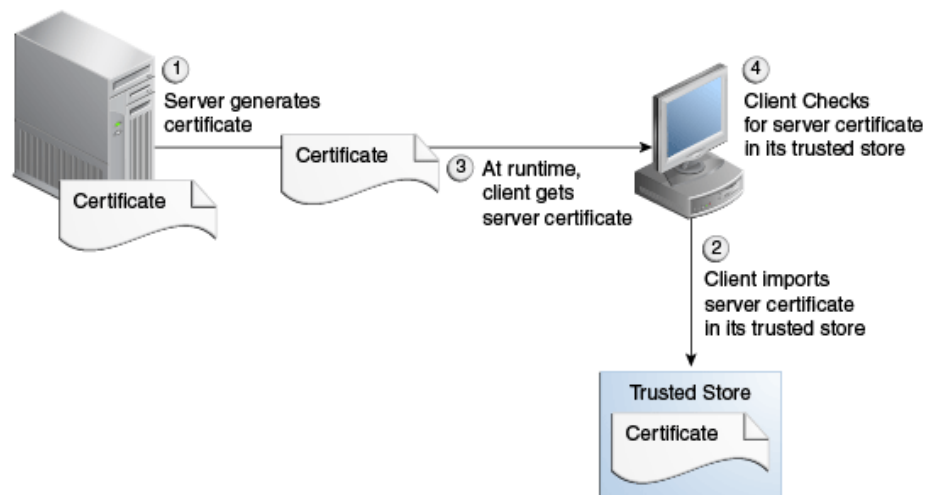 1
Server generates
certificate
Certificate
Certificate
3
At runtime,
client gets
server certificate
4
Client Checks
for server certificate
in its trusted store
2
Client imports
server certificate
in its trusted store
Trusted Store
Certificate